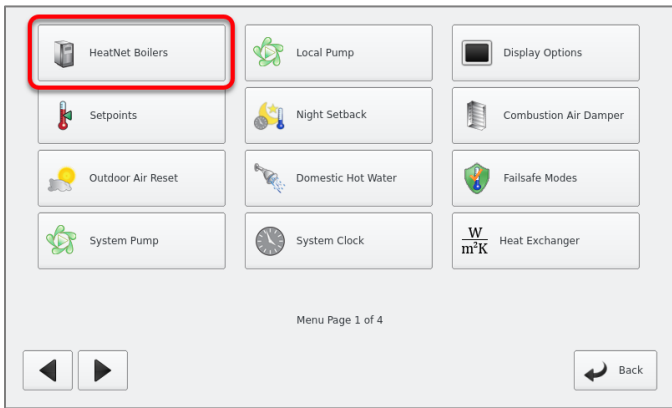 HeatNet Boilers
Local Pump
Display Options
Setpoints
Night Setback
Combustion Air Damper
Outdoor Air Reset
Domestic Hot Water
Failsafe Modes
System Pump
System Clock
W
m²K
Heat Exchanger
Menu Page 1 of 4
Back